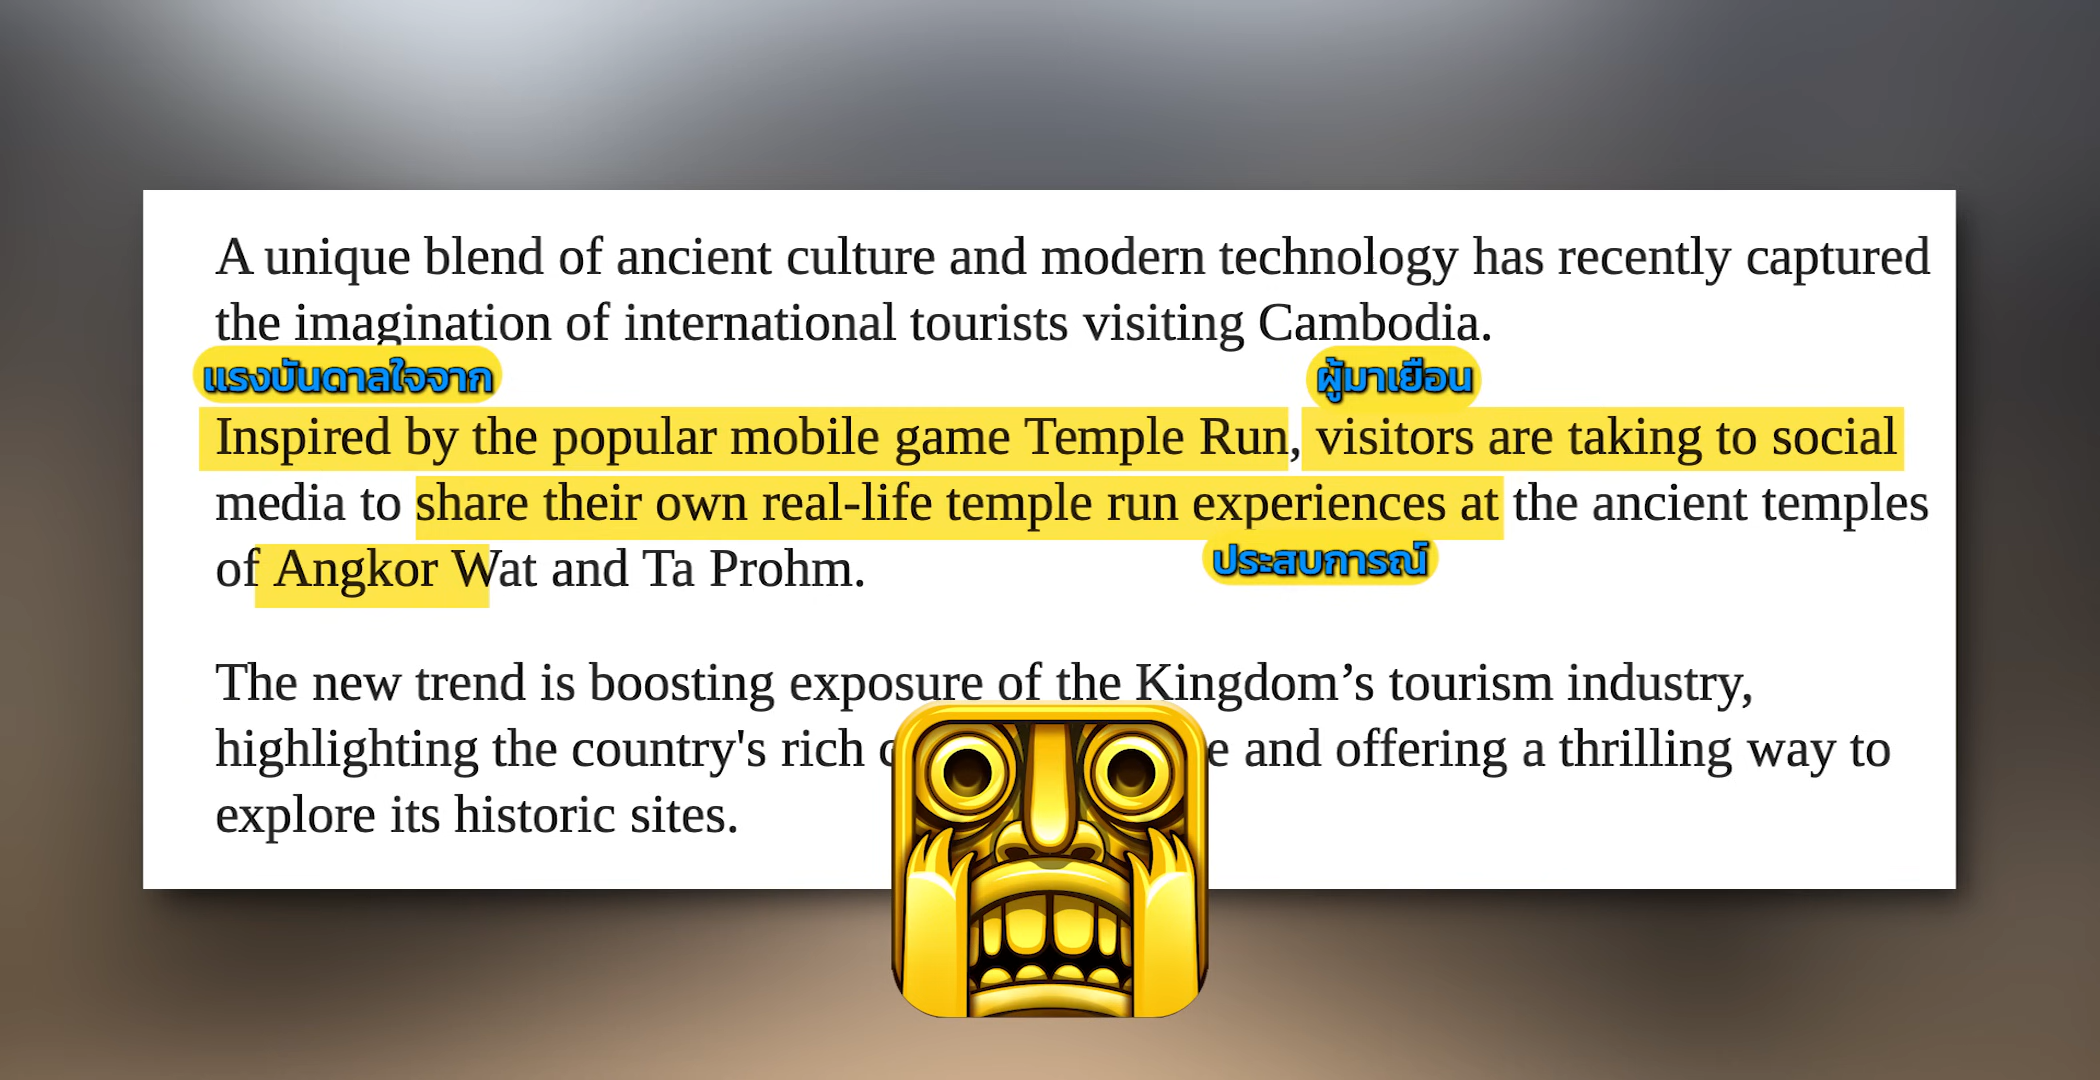 A unique blend of ancient culture and modern technology has recently captured
the imagination of international tourists visiting Cambodia.
แรงบันดาลใจจาก ผู้มาเยือน
Inspired by the popular mobile game Temple Run, visitors are taking to social
media to share their own real-life temple run experiences at the ancient temples
of Angkor Wat and Ta Prohm.
ประสบการณ์
The new trend is boosting exposure of the Kingdom’s tourism industry,
highlighting the country's rich and offering a thrilling way to
explore its historic sites.